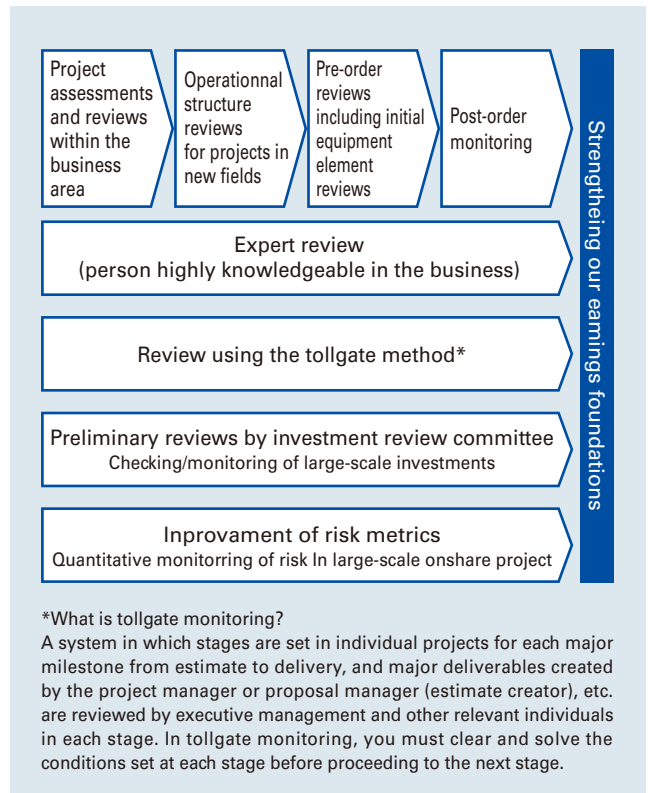 Project
assessments
and reviews
within the
business
area
Operationnal
structure
reviews
for projects in
new fields
Pre-order
reviews
including initial
equipment
element
reviews
Post-order
monitoring
Expert review
(person highly knowledgeable in the business)
Review using the tollgate method*
Preliminary reviews by investment review committee
Checking/monitoring of large-scale investments
Inprovament of risk metrics
Quantitative monitorring of risk In large-scale onshare project
Strengtheing our eamings foundations
*What is tollgate monitoring?
A system in which stages are set in individual projects for each major
milestone from estimate to delivery, and major deliverables created
by the project manager or proposal manager (estimate creator), etc.
are reviewed by executive management and other relevant individuals
in each stage. In tollgate monitoring, you must clear and solve the
conditions set at each stage before proceeding to the next stage.